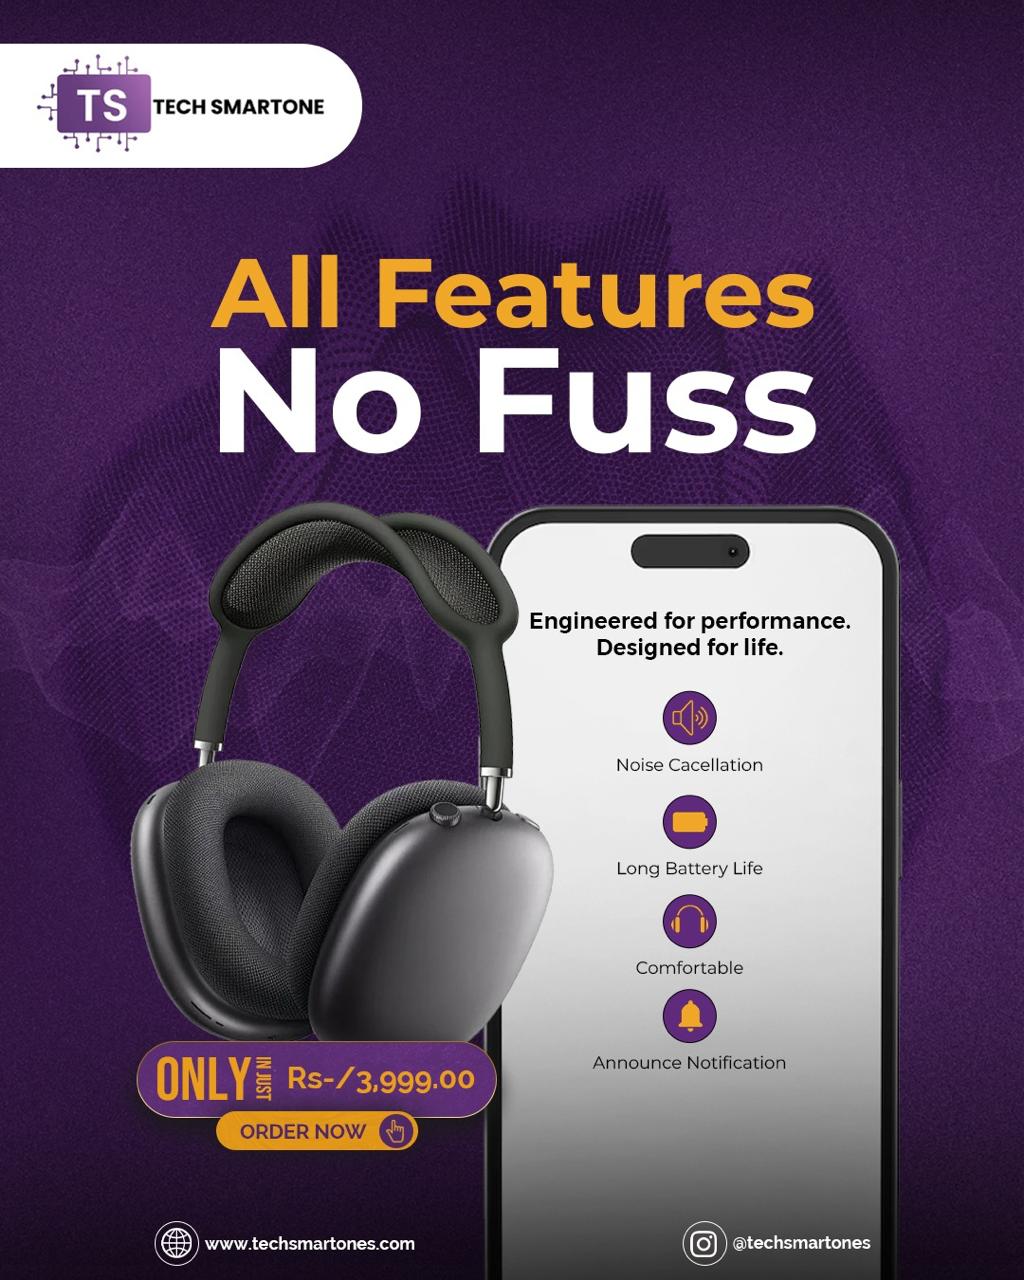 TS TECH SMARTONE
All Features
No Fuss
Engineered for performance.
Designed for life.
Noise Cacellation
Long Battery Life
Comfortable
Announce Notification
ONLY IN JUST Rs-/3,999.00
ORDER NOW
www.techsmartones.com
@techsmartones